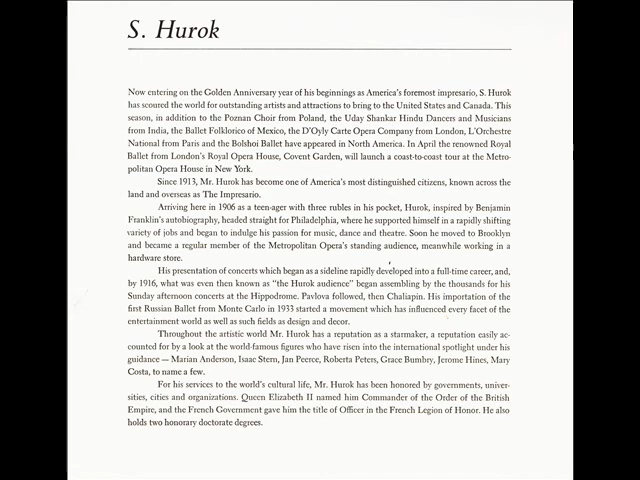 S. Hurok
Now entering on the Golden Anniversary year of his beginnings as America's foremost impresario, S. Hurok
has scoured the world for outstanding artists and attractions to bring to the United States and Canada. This
season, in addition to the Poznan Choir from Poland, the Uday Shankar Hindu Dancers and Musicians
from India, the Ballet Folklorico of Mexico, the D'Oyly Carte Opera Company from London, L'Orchestre
National from Paris and the Bolshoi Ballet have appeared in North America. In April the renowned Royal
Ballet from London's Royal Opera House, Covent Garden, will launch a coast-to-coast tour at the Metro-
politan Opera House in New York.
Since 1913, Mr. Hurok has become one of America's most distinguished citizens, known across the
land and overseas as The Impresario.
Arriving here in 1906 as a teen-ager with three rubles in his pocket, Hurok, inspired by Benjamin
Franklin's autobiography, headed straight for Philadelphia, where he supported himself in a rapidly shifting
variety of jobs and began to indulge his passion for music, dance and theatre. Soon he moved to Brooklyn
and became a regular member of the Metropolitan Opera's standing audience, meanwhile working in a
hardware store.
His presentation of concerts which began as a sideline rapidly developed into a full-time career, and,
by 1916, what was even then known as "the Hurok audience" began assembling by the thousands for his
Sunday afternoon concerts at the Hippodrome. Pavlova followed, then Chaliapin. His importation of the
first Russian Ballet from Monte Carlo in 1933 started a movement which has influenced every facet of the
entertainment world as well as such fields as design and decor.
Throughout the artistic world Mr. Hurok has a reputation as a starmaker, a reputation easily ac-
counted for by a look at the world-famous figures who have risen into the international spotlight under his
guidance — Marian Anderson, Isaac Stern, Jan Peerce, Roberta Peters, Grace Bumbry, Jerome Hines, Mary
Costa, to name a few.
For his services to the world's cultural life, Mr. Hurok has been honored by governments, univer-
sities, cities and organizations. Queen Elizabeth II named him Commander of the Order of the British
Empire, and the French Government gave him the title of Officer in the French Legion of Honor. He also
holds two honorary doctorate degrees.